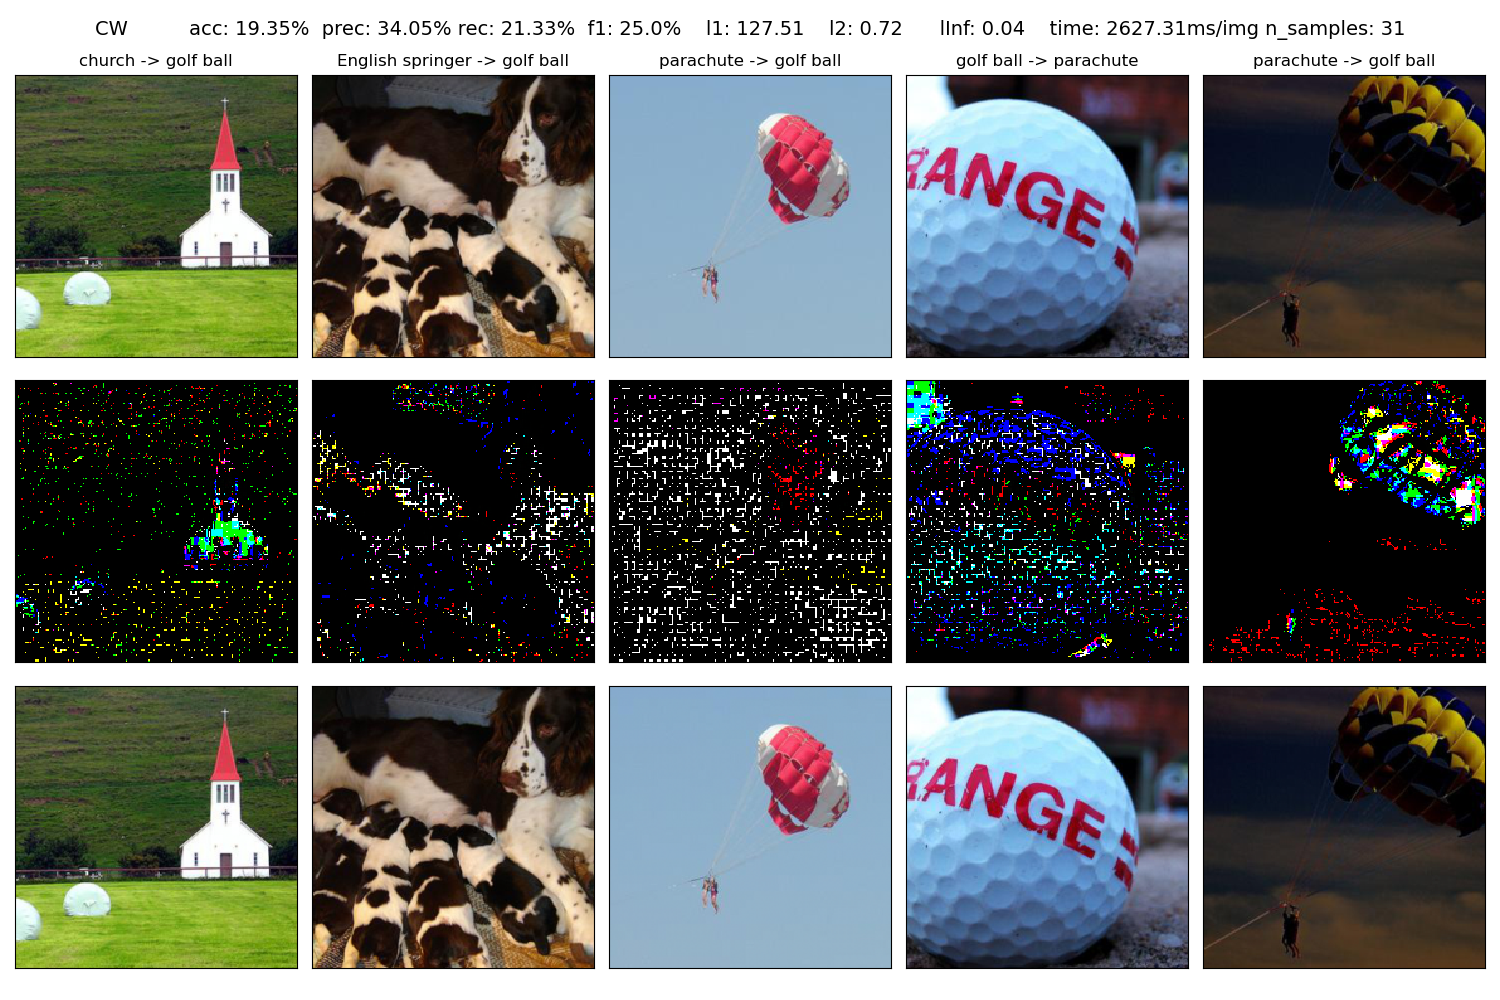 CW acc: 19.35% prec: 34.05% rec: 21.33% f1: 25.0% l1: 127.51 l2: 0.72 lInf: 0.04 time: 2627.31ms/img n_samples: 31
church -> golf ball
English springer -> golf ball
parachute -> golf ball
golf ball -> parachute
parachute -> golf ball
RANGE
RANGE